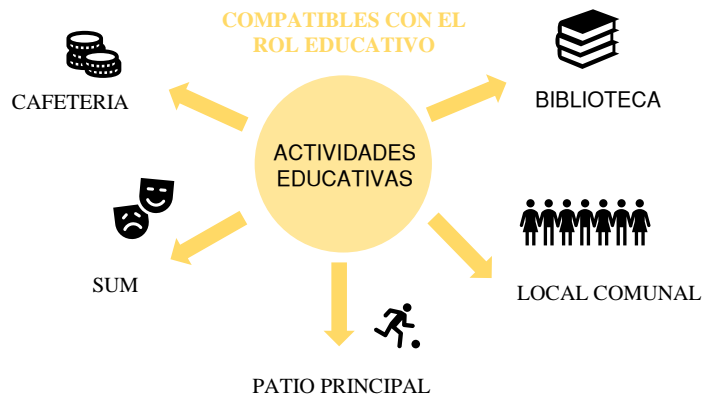 COMPATIBLES CON EL
ROL EDUCATIVO
CAFETERIA
BIBLIOTECA
ACTIVIDADES
EDUCATIVAS
SUM
LOCAL COMUNAL
PATIO PRINCIPAL